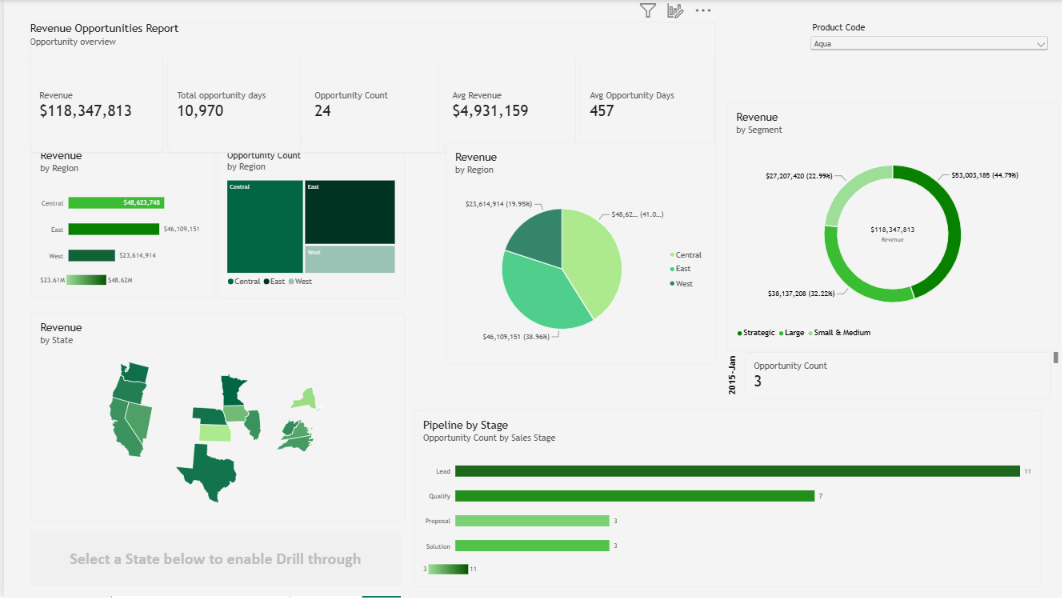 Revenue Opportunities Report
Opportunity overview
Product Code
Aqua
Revenue
$118,347,813
Total opportunity days
10,970
Opportunity Count
24
Avg Revenue
$4,931,159
Avg Opportunity Days
457
Revenue
by Region
Central
$48,623,748
East
$46,109,151
West
$23,614,914
$23.61M
$48.62M
Opportunity Count
by Region
Central
East
West
Central East West
Revenue
by Region
$23,614,914 (19.95%)
$48,62... (41.0...)
$46,109,151 (38.96%)
Central
East
West
Revenue
by Segment
$27,207,420 (22.99%)
$53,003,185 (44.79%)
$118,347,813
Revenue
$38,137,208 (32.22%)
Strategic Large Small & Medium
2015-Jan
Opportunity Count
3
Revenue
by State
Pipeline by Stage
Opportunity Count by Sales Stage
Lead 11
Qualify 7
Proposal 3
Solution 3
3 11
Select a State below to enable Drill through